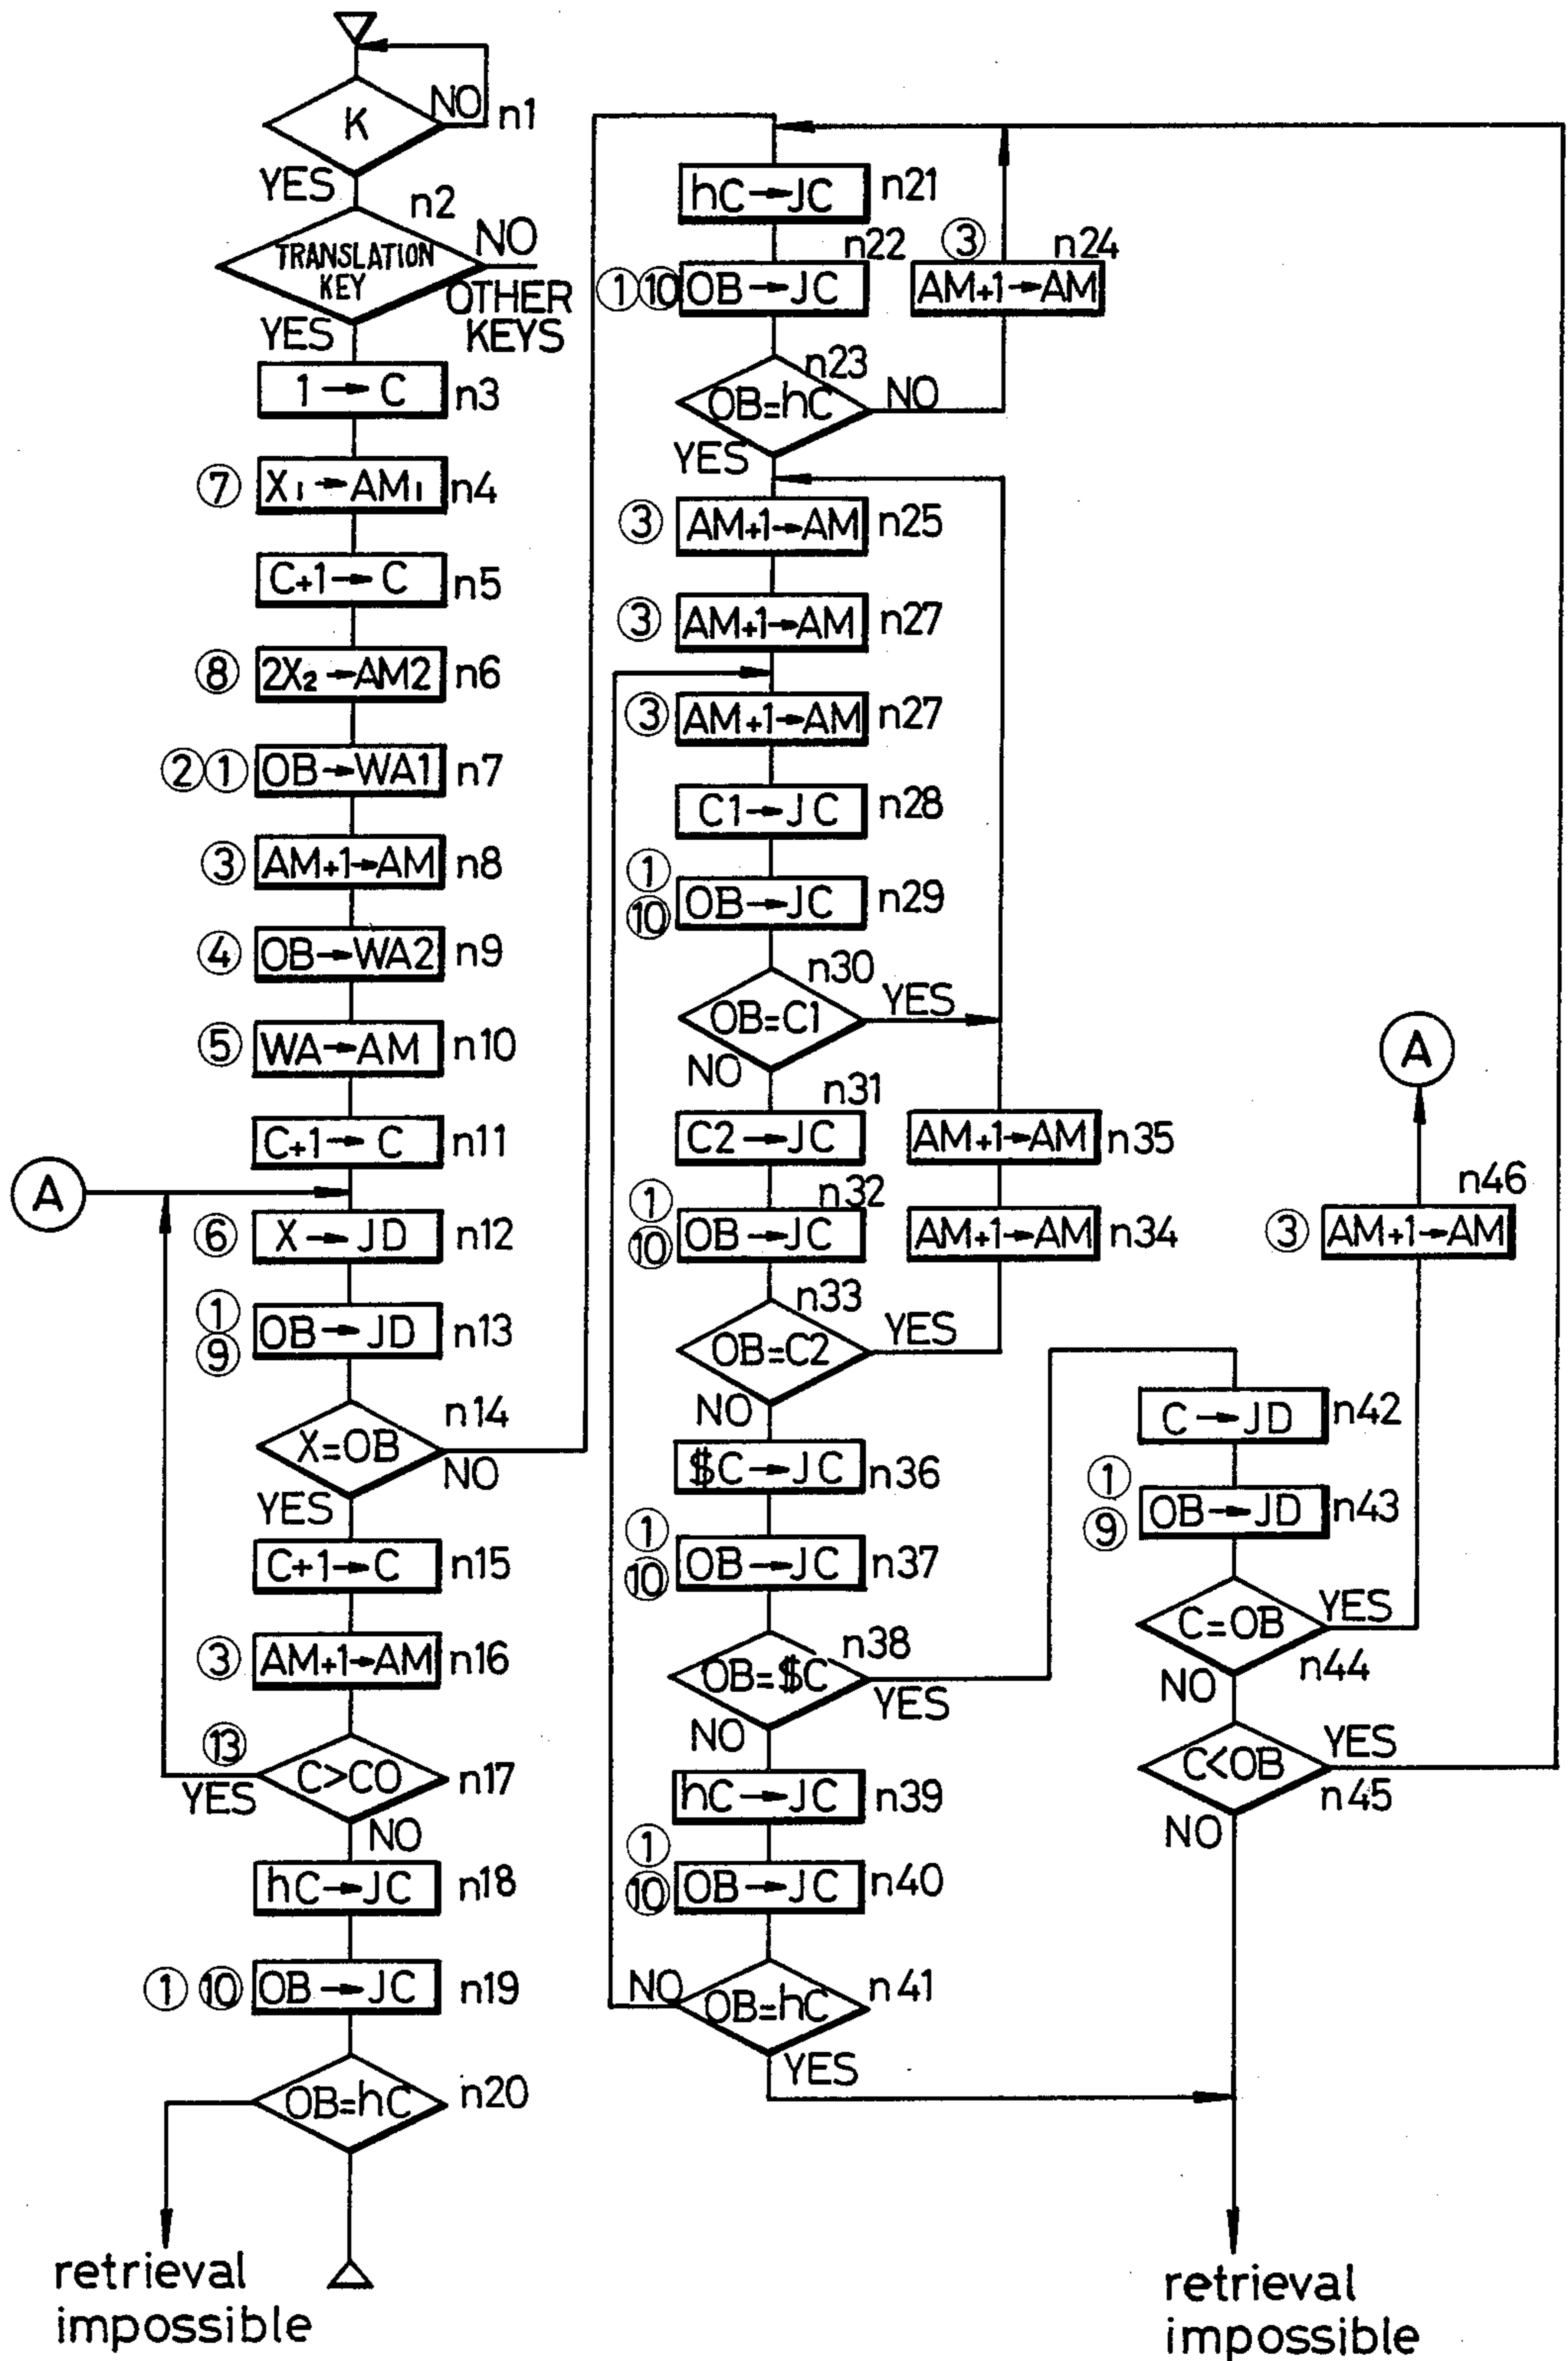 K
NO
n1
YES
n2
TRANSLATION
KEY
NO
OTHER
KEYS
YES
1→C
n3
⑦
X₁→AM₁
n4
C+1→C
n5
⑧
2X₂→AM2
n6
②①
OB→WA1
n7
③
AM+1→AM
n8
④
OB→WA2
n9
⑤
WA→AM
n10
C+1→C
n11
A
⑥
X→JD
n12
①
⑨
OB→JD
n13
n14
X=OB
NO
YES
C+1→C
n15
③
AM+1→AM
n16
⑬
C>CO
n17
YES
NO
hC→JC
n18
①⑩
OB→JC
n19
OB=hC
n20
retrieval
impossible
hC→JC
n21
n22
①⑩
OB→JC
③
n24
AM+1→AM
n23
OB=hC
NO
YES
③
AM+1→AM
n25
③
AM+1→AM
n27
③
AM+1→AM
n27
C1→JC
n28
①
⑩
OB→JC
n29
n30
OB=C1
YES
NO
n31
C2→JC
AM+1→AM
n35
n32
①
⑩
OB→JC
AM+1→AM
n34
n33
OB=C2
YES
NO
$C→JC
n36
①
⑩
OB→JC
n37
n38
OB=$C
YES
NO
hC→JC
n39
①
⑩
OB→JC
n40
NO
OB=hC
n41
YES
A
n46
③
AM+1→AM
C→JD
n42
①
⑨
OB→JD
n43
C=OB
YES
n44
NO
C<OB
YES
n45
NO
retrieval
impossible